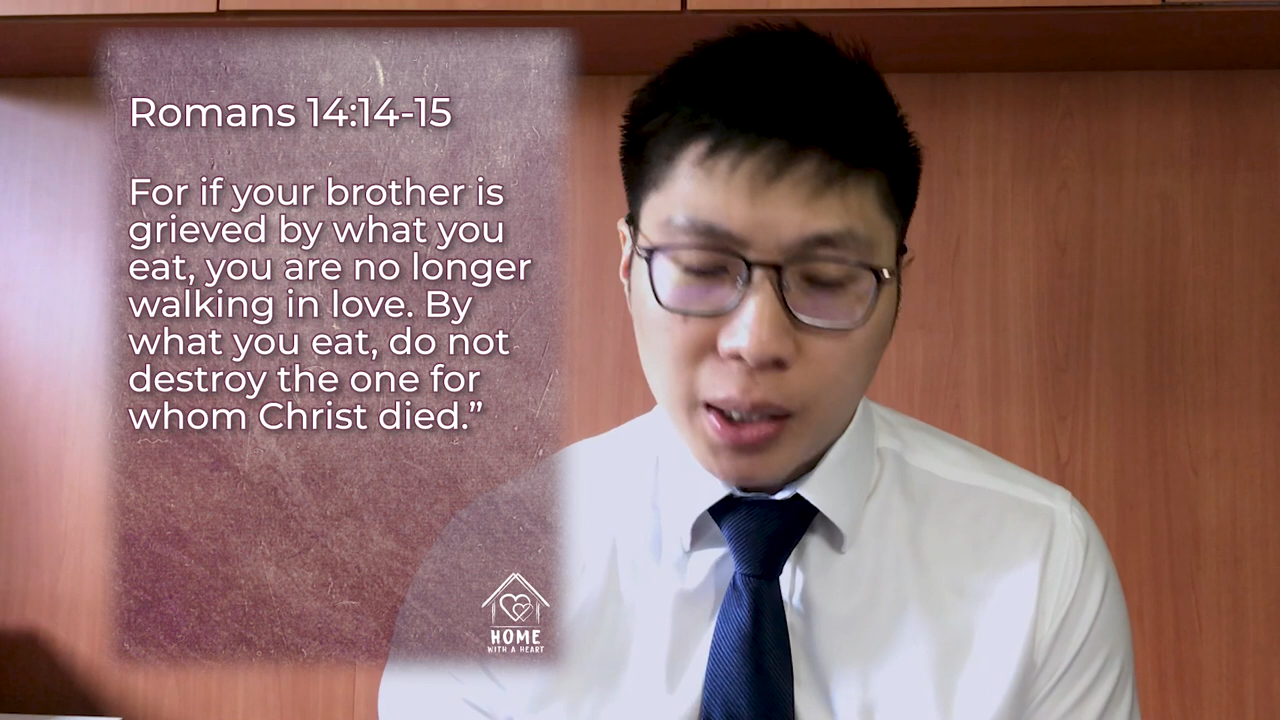 Romans 14:14-15
For if your brother is
grieved by what you
eat, you are no longer
walking in love. By
what you eat, do not
destroy the one for
whom Christ died.”
HOME
WITH A HEART